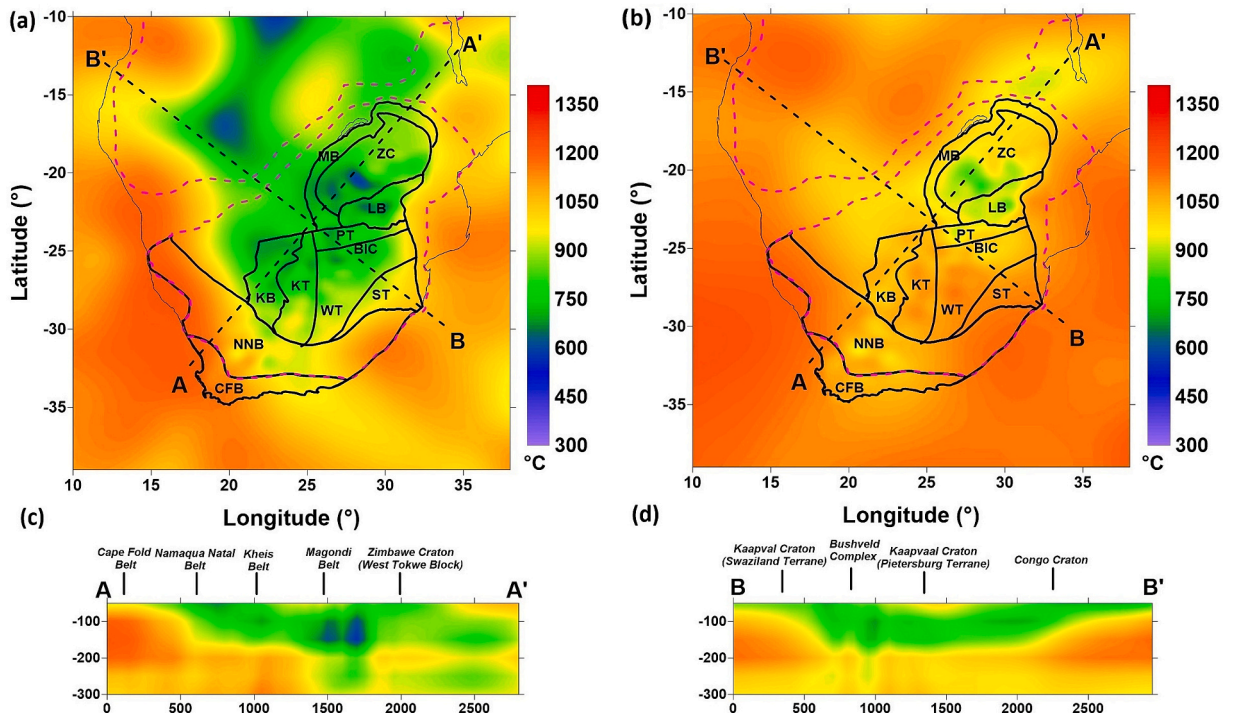 (a)
-10
-15
-20
-25
-30
-35
Latitude (°)
B'
A'
MB
ZC
LB
PT
BIC
KB
KT
WT
ST
NNB
CFB
A
B
10 15 20 25 30 35
Longitude (°)
1350
1200
1050
900
750
600
450
300
°C
(b)
-10
-15
-20
-25
-30
-35
Latitude (°)
B'
A'
MB
ZC
LB
PT
BIC
KB
KT
WT
ST
NNB
CFB
A
B
10 15 20 25 30 35
Longitude (°)
1350
1200
1050
900
750
600
450
300
°C
(c)
Cape Fold
Belt
Namaqua Natal
Belt
Kheis
Belt
Magondi
Belt
Zimbawe Craton
(West Tokwe Block)
A
A'
-100
-200
-300
0 500 1000 1500 2000 2500
(d)
Kaapval Craton
(Swaziland Terrane)
Bushveld
Complex
Kaapvaal Craton
(Pietersburg Terrane)
Congo Craton
B
B'
-100
-200
-300
0 500 1000 1500 2000 2500